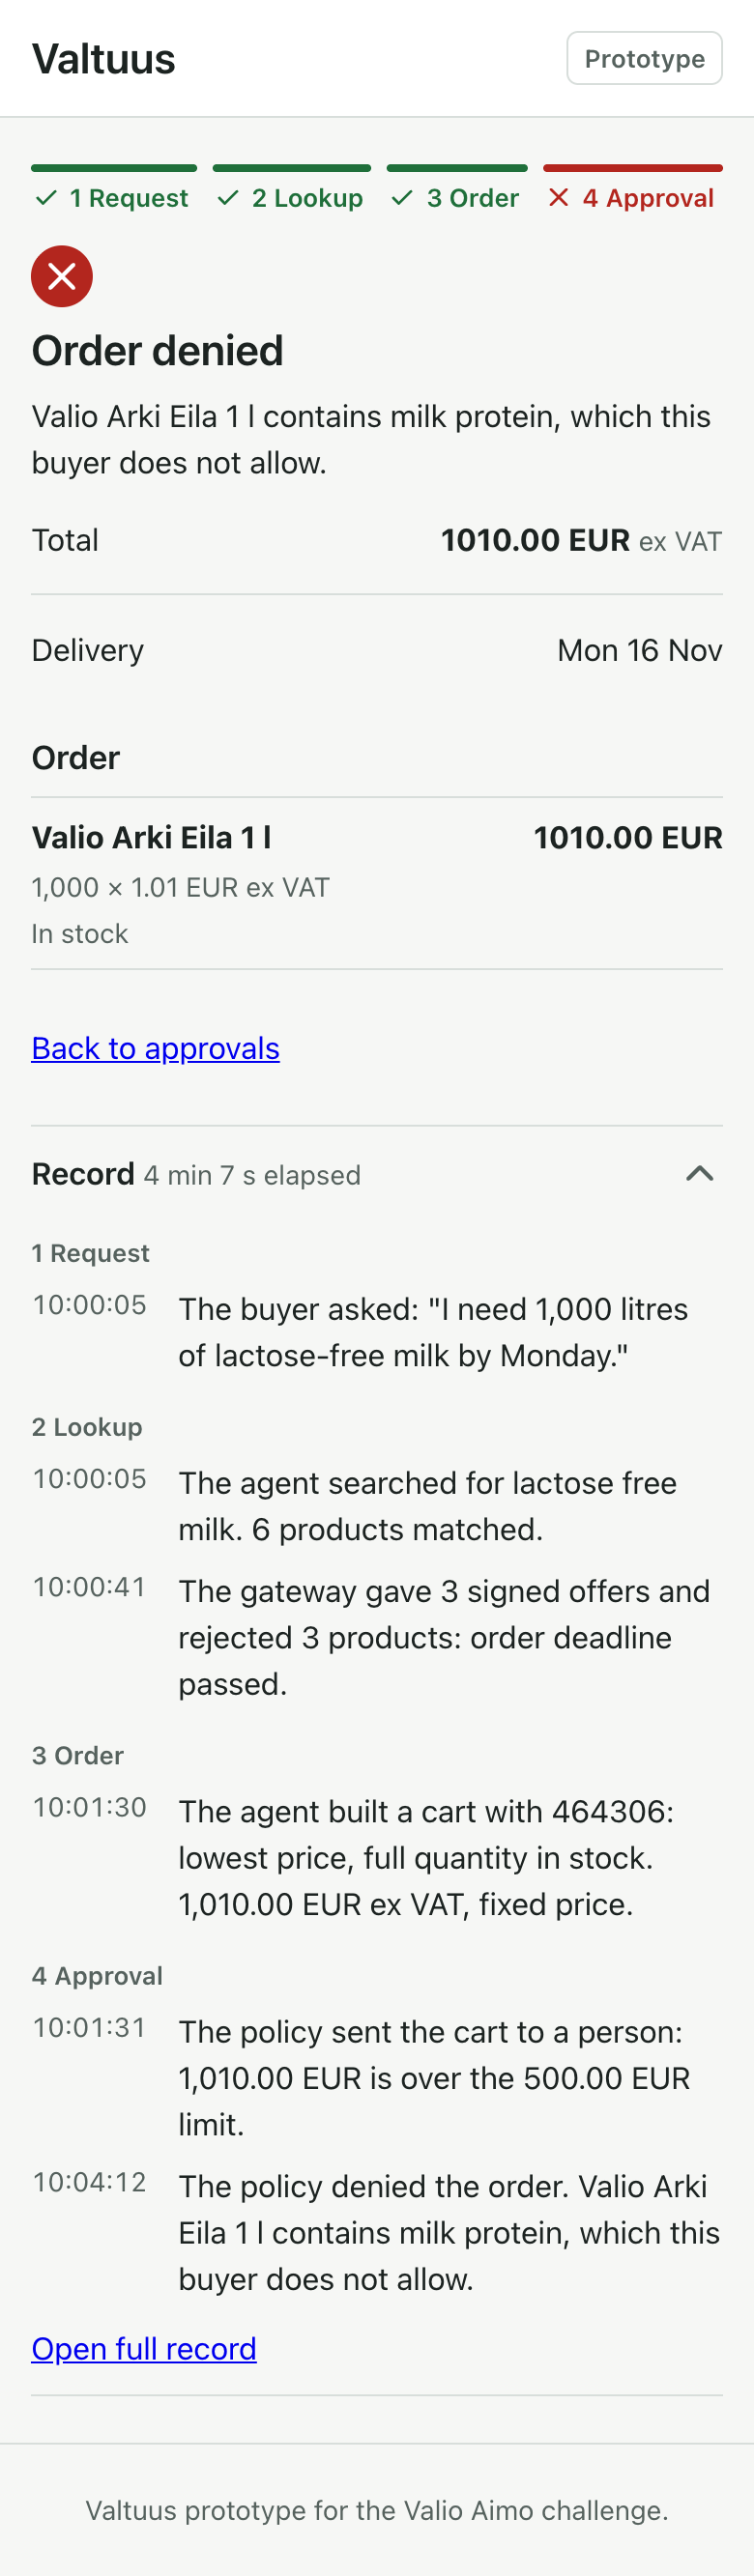 Valtuus
Prototype
1 Request
2 Lookup
3 Order
4 Approval
Order denied
Valio Arki Eila 1 l contains milk protein, which this
buyer does not allow.
Total 1010.00 EUR ex VAT
Delivery Mon 16 Nov
Order
Valio Arki Eila 1 l 1010.00 EUR
1,000 × 1.01 EUR ex VAT
In stock
Back to approvals
Record 4 min 7 s elapsed
1 Request
10:00:05 The buyer asked: "I need 1,000 litres
of lactose-free milk by Monday."
2 Lookup
10:00:05 The agent searched for lactose free
milk. 6 products matched.
10:00:41 The gateway gave 3 signed offers and
rejected 3 products: order deadline
passed.
3 Order
10:01:30 The agent built a cart with 464306:
lowest price, full quantity in stock.
1,010.00 EUR ex VAT, fixed price.
4 Approval
10:01:31 The policy sent the cart to a person:
1,010.00 EUR is over the 500.00 EUR
limit.
10:04:12 The policy denied the order. Valio Arki
Eila 1 l contains milk protein, which this
buyer does not allow.
Open full record
Valtuus prototype for the Valio Aimo challenge.